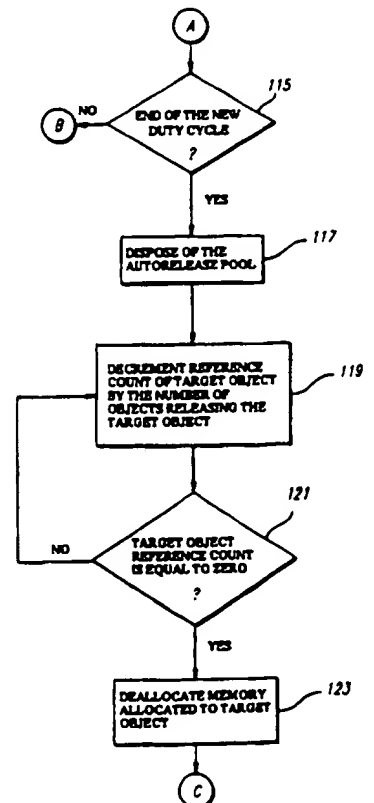 A
115
NO
B
END OF THE NEW
DUTY CYCLE
?
YES
117
DISPOSE OF THE
AUTORELEASE POOL
DECREMENT REFERENCE
COUNT OF TARGET OBJECT
BY THE NUMBER OF
OBJECTS RELEASING THE
TARGET OBJECT
119
121
NO
TARGET OBJECT
REFERENCE COUNT
IS EQUAL TO ZERO
?
YES
123
DEALLOCATE MEMORY
ALLOCATED TO TARGET
OBJECT
C